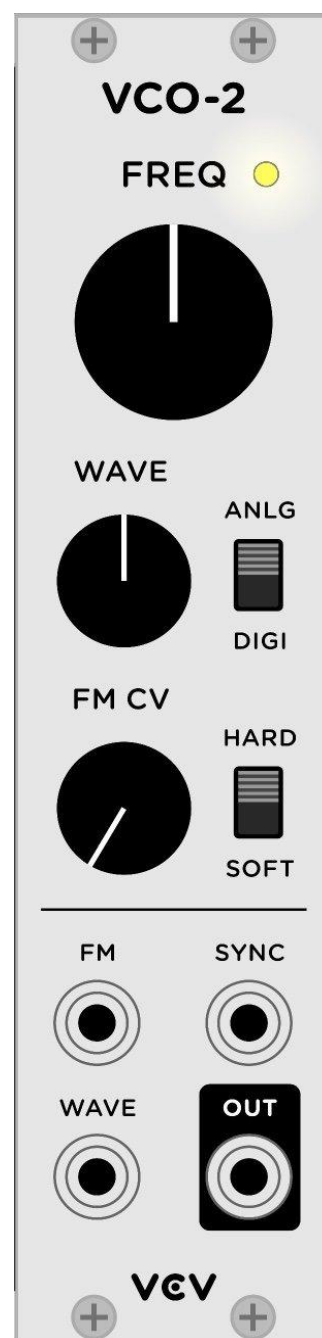 VCO-2
FREQ
WAVE
ANLG
DIGI
FM CV
HARD
SOFT
FM SYNC
WAVE OUT
VCV